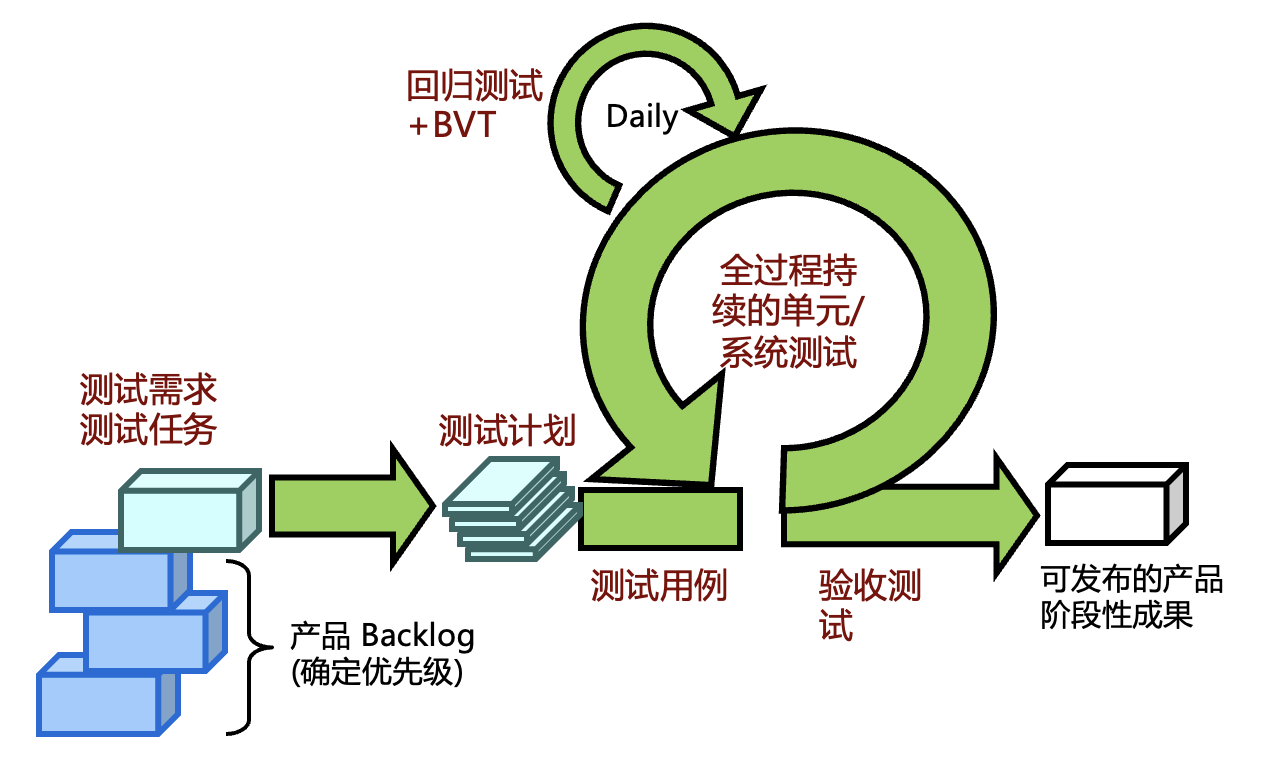 回归测试
+BVT
Daily
全过程持
续的单元/
系统测试
测试需求
测试任务
测试计划
测试用例
验收测
试
可发布的产品
阶段性成果
产品 Backlog
(确定优先级)